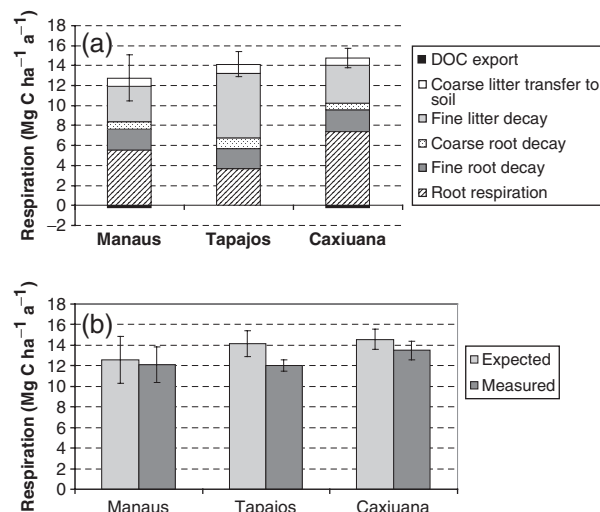 (a)
Respiration (Mg C ha⁻¹ a⁻¹)
18
16
14
12
10
8
6
4
2
0
−2
Manaus Tapajos Caxiuana
DOC export
Coarse litter transfer to
soil
Fine litter decay
Coarse root decay
Fine root decay
Root respiration
(b)
Respiration (Mg C ha⁻¹ a⁻¹)
18
16
14
12
10
8
6
4
2
0
Manaus Tapajos Caxiuana
Expected
Measured